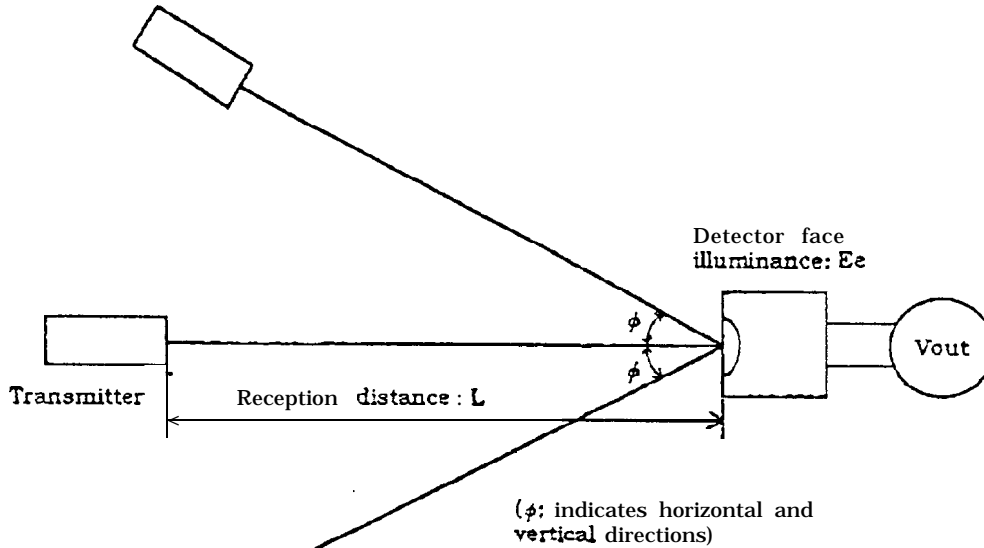 Detector face
illuminance: Ee
ϕ
Vout
ϕ
Transmitter
Reception distance : L
(ϕ; indicates horizontal and
vertical directions)